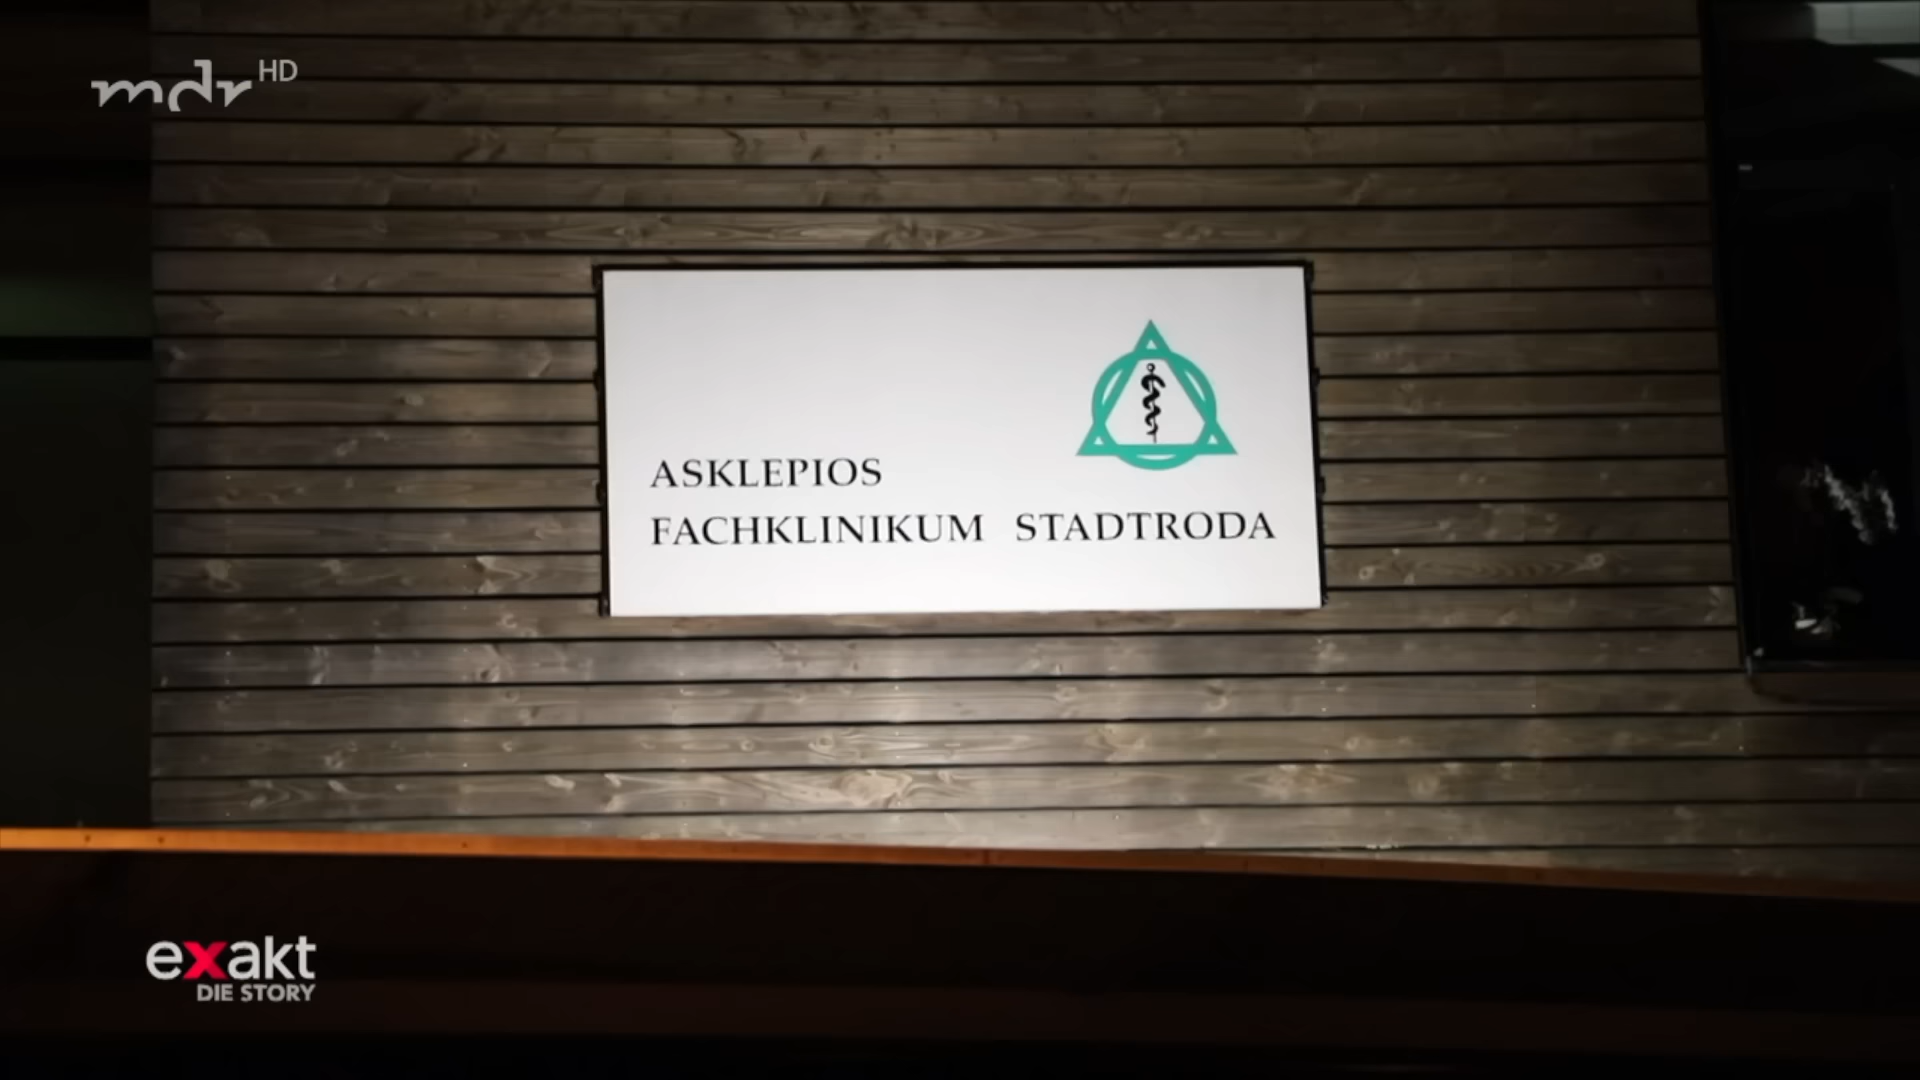 mdr HD
ASKLEPIOS
FACHKLINIKUM STADTRODA
exakt
DIE STORY